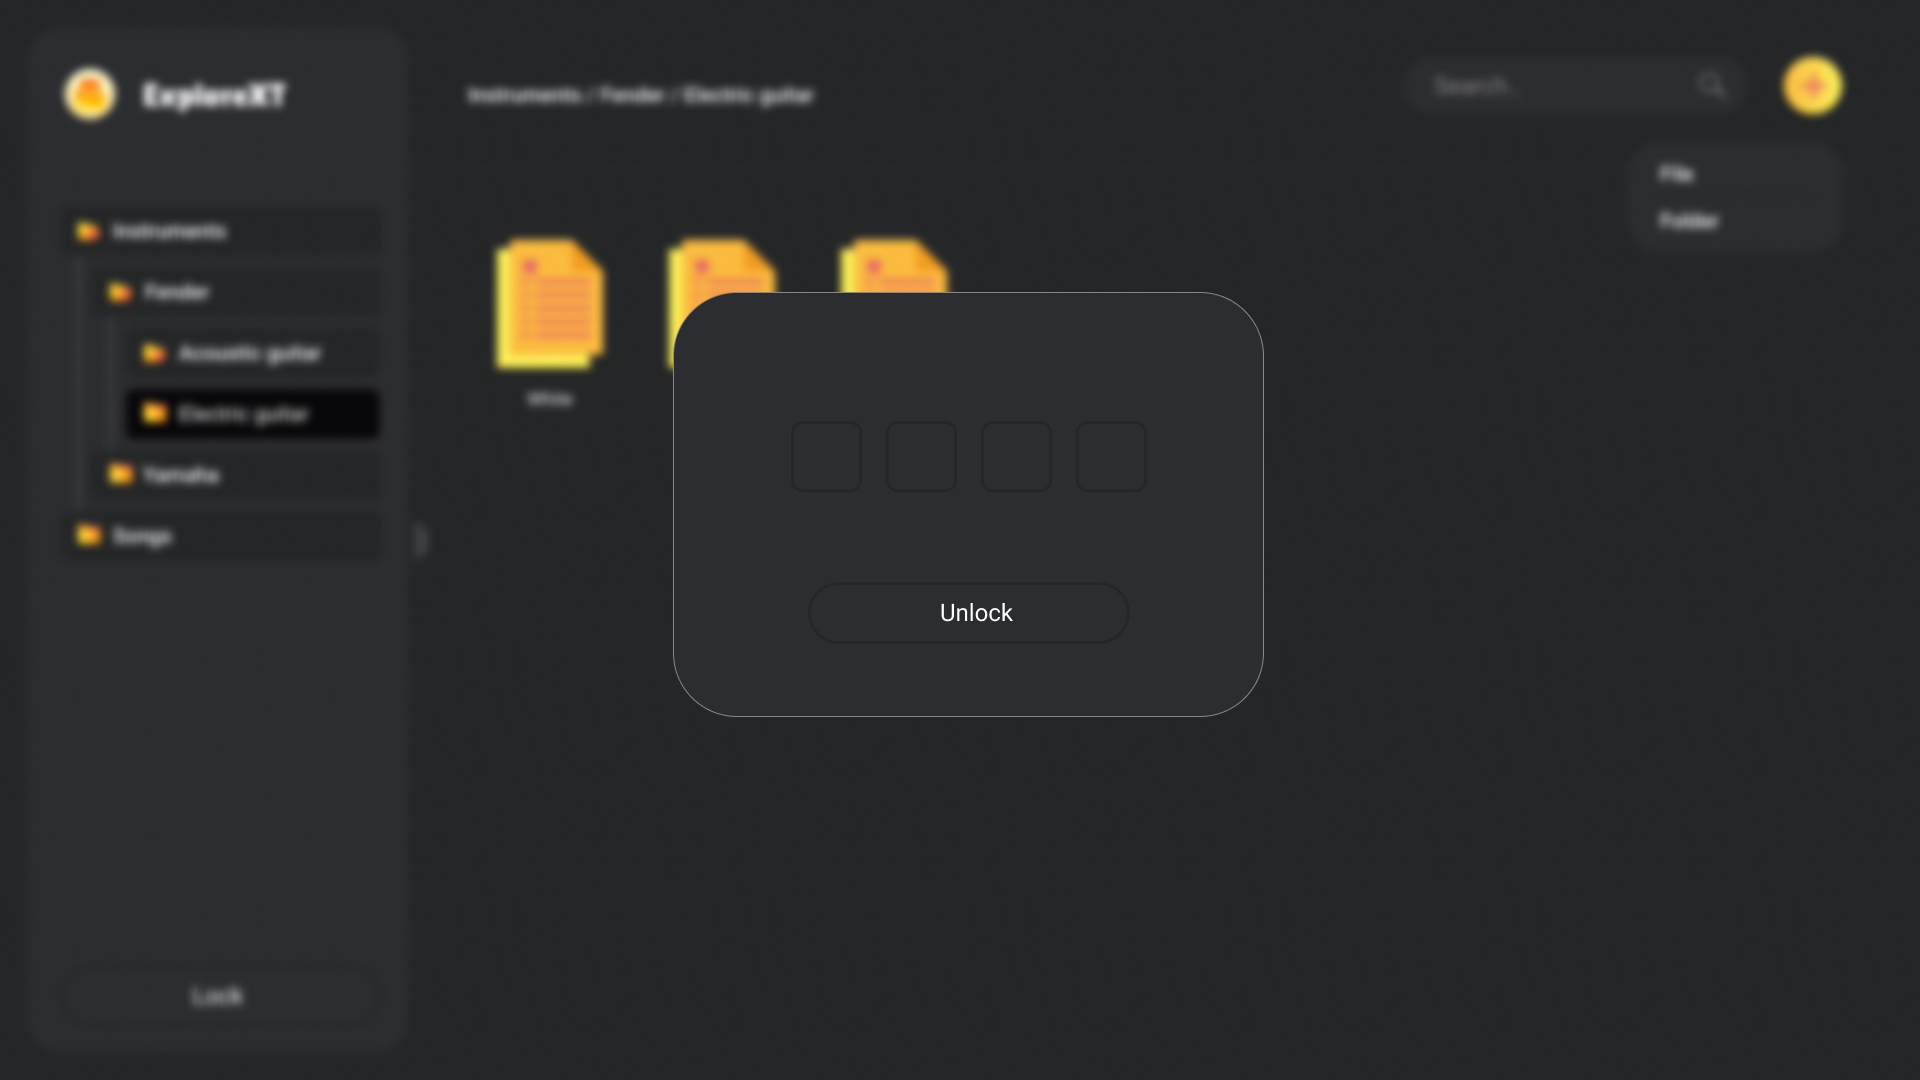 ExploreXT
Instruments / Fender / Electric guitar
Search..
File
Folder
Instruments
Fender
Acoustic guitar
Electric guitar
Yamaha
Songs
White
Unlock
Lock